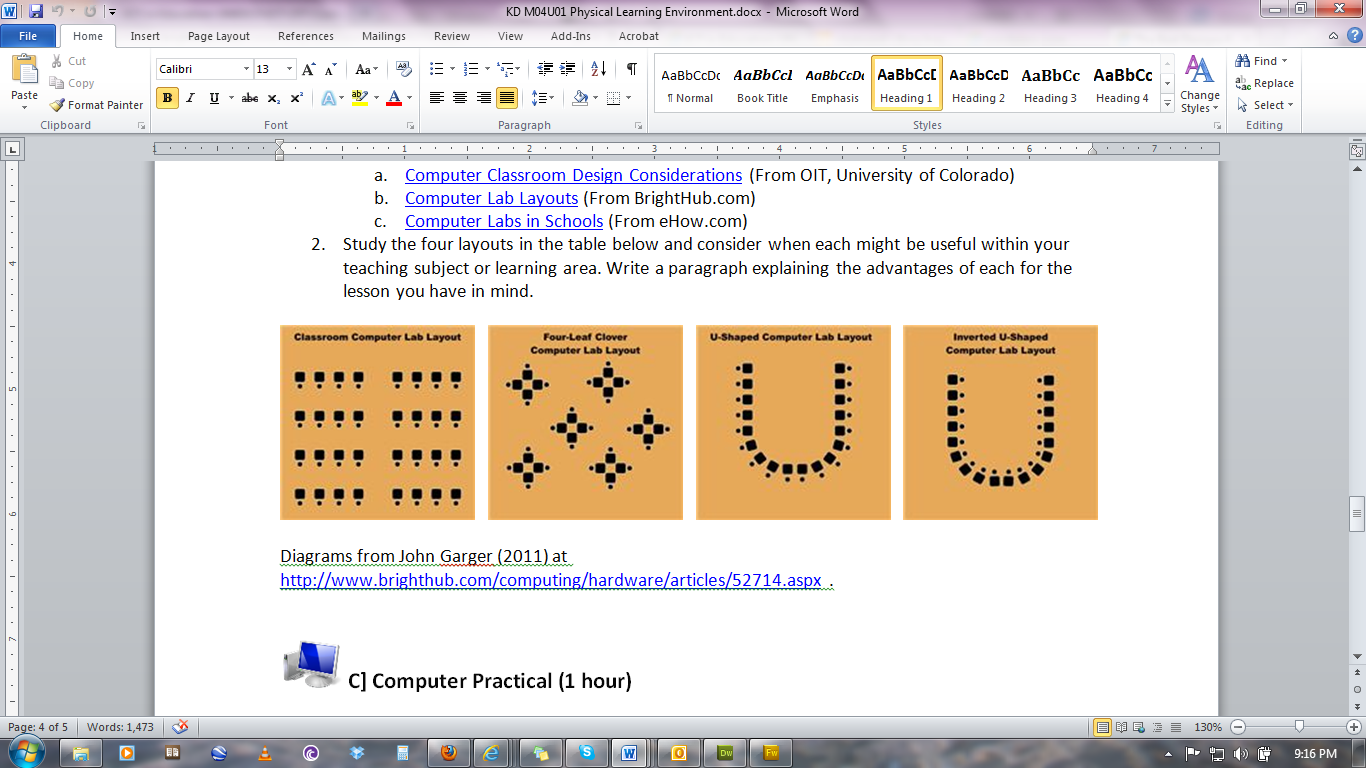 KD M04U01 Physical Learning Environment.docx - Microsoft Word
File Home Insert Page Layout References Mailings Review View Add-Ins Acrobat
Paste
Cut
Copy
Format Painter
Clipboard
Calibri 13
Font
Paragraph
AaBbCcDc AaBbCcI AaBbCcDc AaBbCcD AaBbCcD AaBbCc AaBbCc
¶ Normal Book Title Emphasis Heading 1 Heading 2 Heading 3 Heading 4
Styles
Change Styles
Find
Replace
Select
Editing
1 1 2 3 4 5 6 7
a. Computer Classroom Design Considerations (From OIT, University of Colorado)
b. Computer Lab Layouts (From BrightHub.com)
c. Computer Labs in Schools (From eHow.com)
2. Study the four layouts in the table below and consider when each might be useful within your
teaching subject or learning area. Write a paragraph explaining the advantages of each for the
lesson you have in mind.
Classroom Computer Lab Layout
Four-Leaf Clover
Computer Lab Layout
U-Shaped Computer Lab Layout
Inverted U-Shaped
Computer Lab Layout
Diagrams from John Garger (2011) at
http://www.brighthub.com/computing/hardware/articles/52714.aspx .
C] Computer Practical (1 hour)
Page: 4 of 5 Words: 1,473 130%
9:16 PM